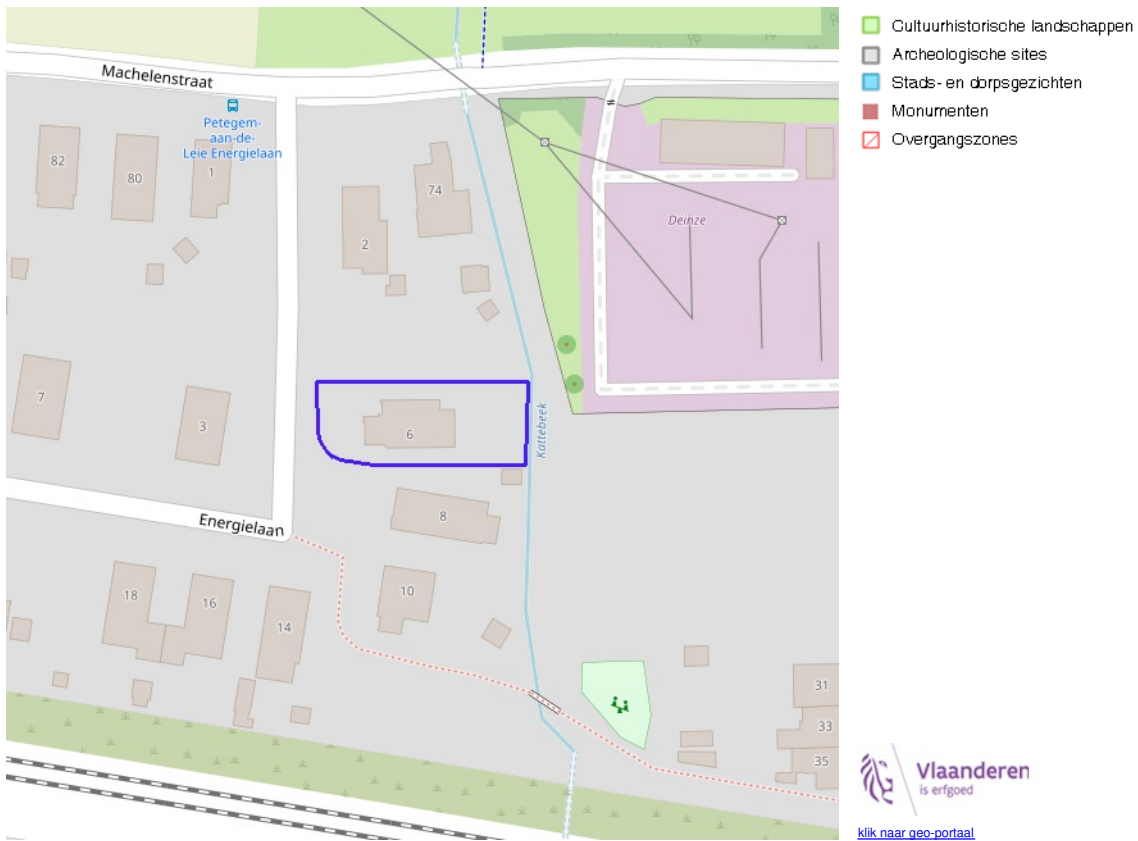 Machelenstraat
Petegem-
aan-de-
Leie Energielaan
82
80
1
74
2
Deinze
7
3
6
Kattebeek
8
Energielaan
10
18
16
14
31
33
35
Cultuurhistorische landschappen
Archeologische sites
Stads- en dorpsgezichten
Monumenten
Overgangszones
Vlaanderen
is erfgoed
klik naar geo-portaal